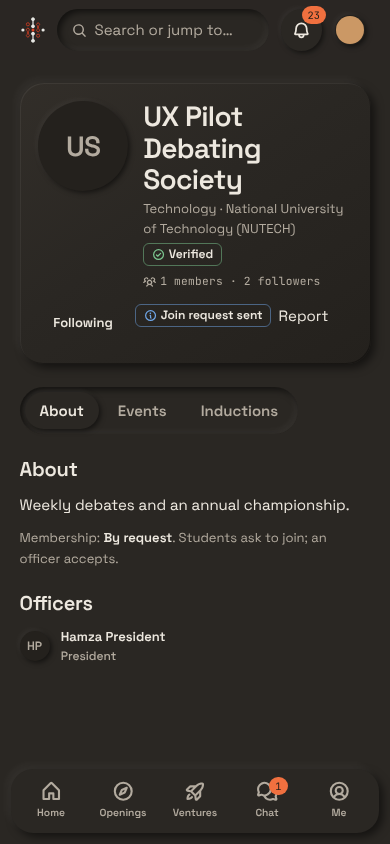 Search or jump to...
23
US
UX Pilot
Debating
Society
Technology · National University
of Technology (NUTECH)
Verified
1 members · 2 followers
Following
Join request sent
Report
About
Events
Inductions
About
Weekly debates and an annual championship.
Membership: By request. Students ask to join; an
officer accepts.
Officers
HP
Hamza President
President
1
Home
Openings
Ventures
Chat
Me